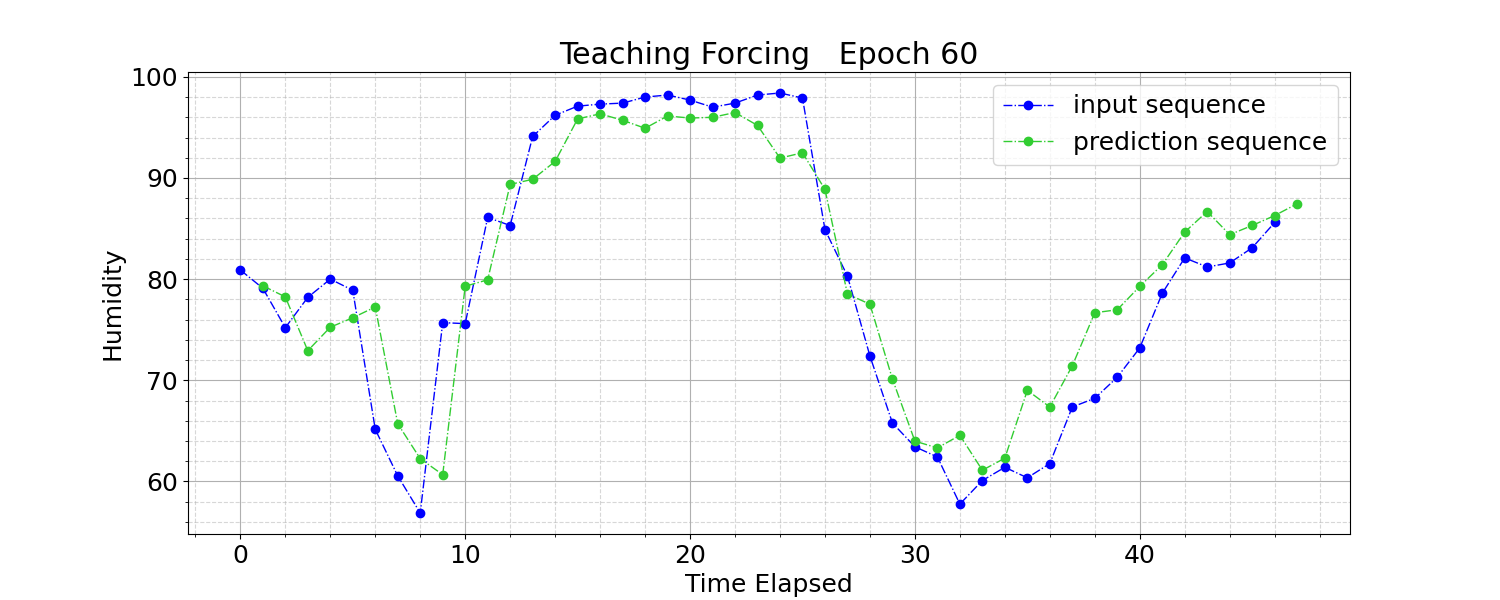 Teaching Forcing   Epoch 60
100
90
80
70
60
Humidity
input sequence
prediction sequence
0 10 20 30 40
Time Elapsed